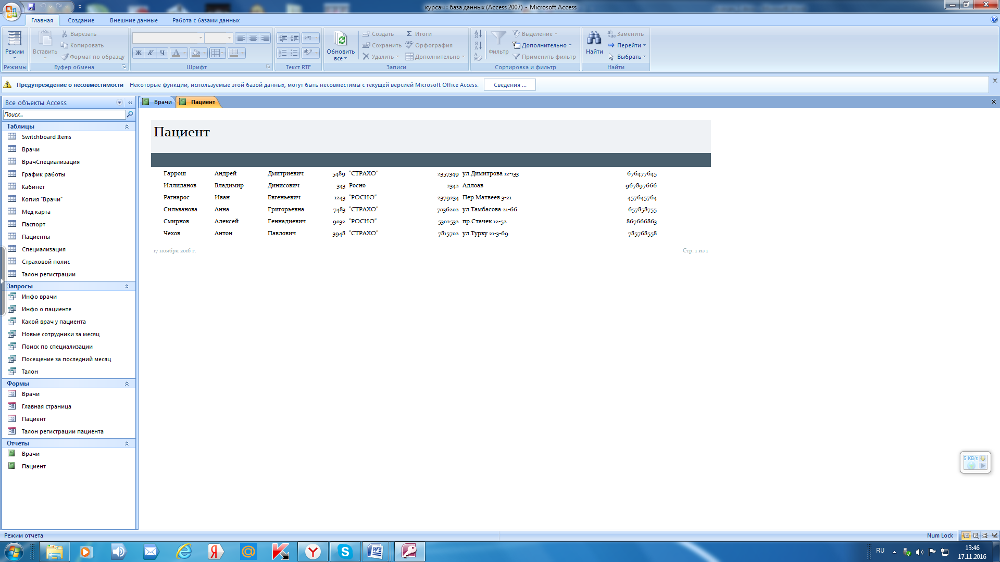 курсач : база данных (Access 2007) - Microsoft Access
Главная Создание Внешние данные Работа с базами данных
Режим
Режимы
Вставить
Вырезать
Копировать
Формат по образцу
Буфер обмена
Ж К Ч А
Шрифт
Текст RTF
Обновить все
Создать
Сохранить
Удалить
Итоги
Орфография
Дополнительно
Записи
Фильтр
Выделение
Дополнительно
Применить фильтр
Сортировка и фильтр
Найти
Заменить
Перейти
Выбрать
Найти
Предупреждение о несовместимости Некоторые функции, используемые этой базой данных, могут быть несовместимы с текущей версией Microsoft Office Access. Сведения ...
Все объекты Access
Поиск...
Таблицы
Switchboard Items
Врачи
ВрачСпециализация
График работы
Кабинет
Копия "Врачи"
Мед карта
Паспорт
Пациенты
Специализация
Страховой полис
Талон регистрации
Запросы
Инфо врачи
Инфо о пациенте
Какой врач у пациента
Новые сотрудники за месяц
Поиск по специализации
Посещение за последний месяц
Талон
Формы
Врачи
Главная страница
Пациент
Талон регистрации пациента
Отчеты
Врачи
Пациент
Врачи Пациент
Пациент
Гаррош Андрей Дмитриевич 5489 "СТРАХО" 2357349 ул.Димитрова 12-133 676477645
Иллиданов Владимир Динисович 343 Росно 2342 Адлоав 967897666
Рагнарос Иван Евгеньевич 1243 "РОСНО" 2379234 Пер.Матвеев 3-21 457645764
Сильванова Анна Григорьевна 7483 "СТРАХО" 7036202 ул.Тамбасова 21-66 657858755
Смирнов Алексей Геннадиевич 9032 "РОСНО" 5302532 пр.Стачек 12-52 867666863
Чехов Антон Павлович 3948 "СТРАХО" 7815702 ул.Турку 21-3-69 785768558
17 ноября 2016 г. Стр. 1 из 1
5 KB/s
Режим отчета Num Lock
RU
13:46
17.11.2016